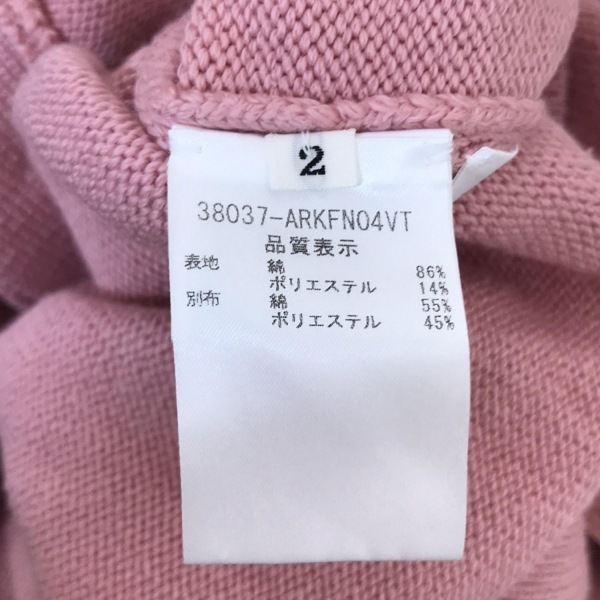 2
38037-ARKFN04VT
品質表示
表地 綿 86%
ポリエステル 14%
別布 綿 55%
ポリエステル 45%